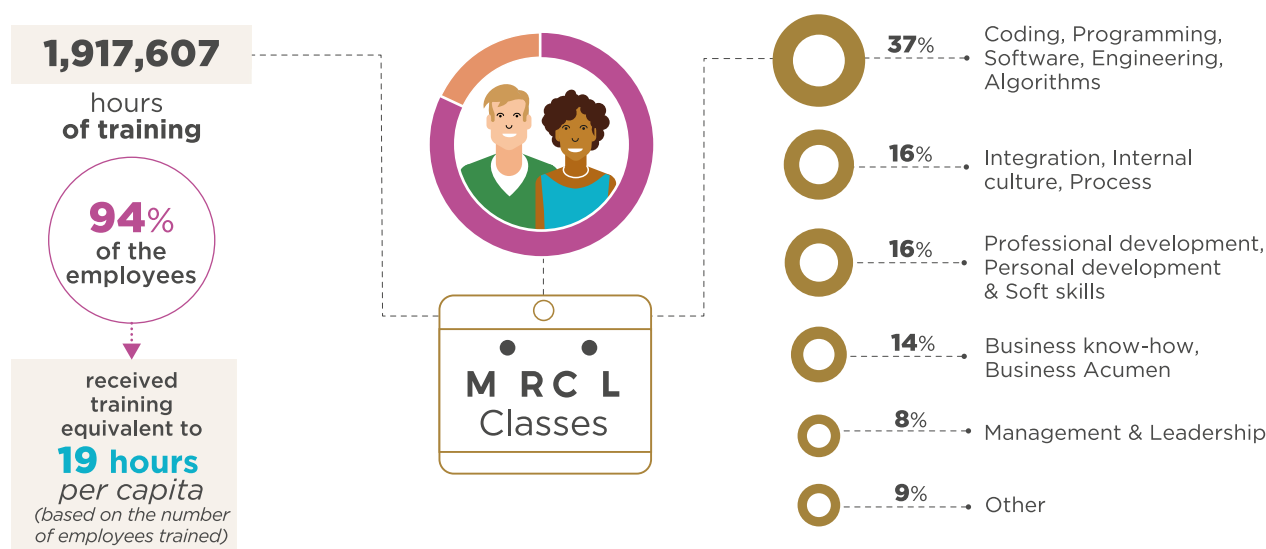 1,917,607
hours
of training
94%
of the
employees
received
training
equivalent to
19 hours
per capita
(based on the number
of employees trained)
M RC L
Classes
37%
Coding, Programming,
Software, Engineering,
Algorithms
16%
Integration, Internal
culture, Process
16%
Professional development,
Personal development
& Soft skills
14%
Business know-how,
Business Acumen
8%
Management & Leadership
9%
Other